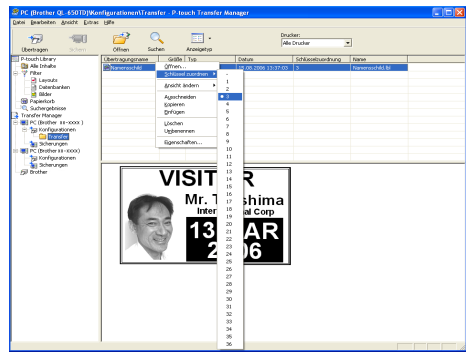 PC (Brother QL-650TD)\Konfigurationen\Transfer - P-touch Transfer Manager
Datei Bearbeiten Ansicht Extras Hilfe
Übertragen Sichern Öffnen Suchen Anzeigetyp
Drucker:
Alle Drucker
P-touch Library
Alle Inhalte
Filter
Layouts
Datenbanken
Bilder
Papierkorb
Suchergebnisse
Transfer Manager
PC (Brother
Konfigurationen
Transfer
Sicherungen
PC (Brother
Konfigurationen
Sicherungen
Brother
Übertragungsname Größe Typ Datum Schlüsselzuordnung Name
Namensschild 15.08.2006 13:37:03 3 Namensschild.lbl
Öffnen...
Schlüssel zuordnen
Ansicht ändern
Ausschneiden
Kopieren
Einfügen
Löschen
Umbenennen
Eigenschaften...
-
1
2
3
4
5
6
7
8
9
10
11
12
13
14
15
16
17
18
19
20
21
22
23
24
25
26
27
28
29
30
31
32
33
34
35
36
VISIT R
Mr. T shima
Inter al Corp
13 AR
2 06